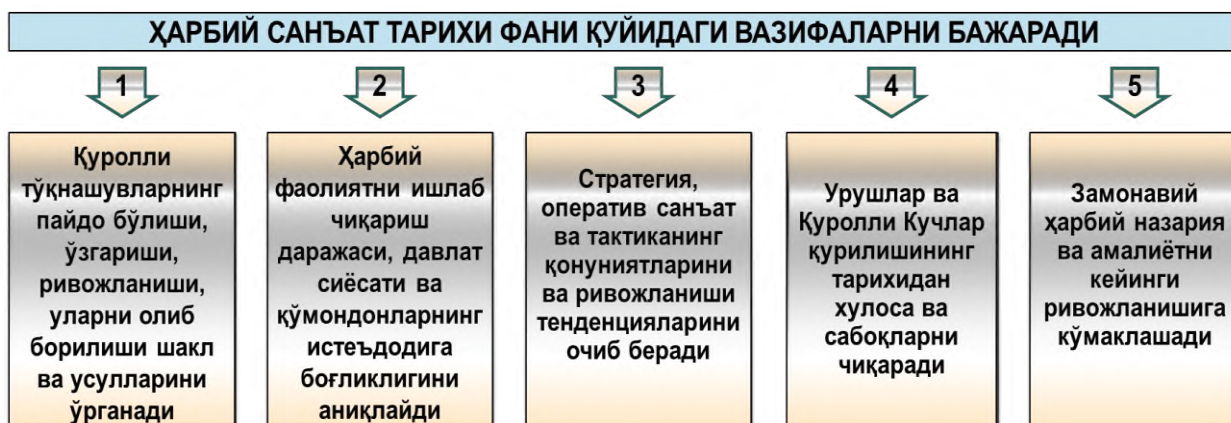 ҲАРБИЙ САНЪАТ ТАРИХИ ФАНИ ҚУЙИДАГИ ВАЗИФАЛАРНИ БАЖАРАДИ
1
Қуролли
тўқнашувларнинг
пайдо бўлиши,
ўзгариши,
ривожланиши,
уларни олиб
борилиши шакл
ва усулларини
ўрганади
2
Ҳарбий
фаолиятни ишлаб
чиқариш
даражаси, давлат
сиёсати ва
қўмондонларнинг
истеъдодига
боғликлигини
аниқлайди
3
Стратегия,
оператив санъат
ва тактиканинг
қонуниятларини
ва ривожланиши
тенденцияларини
очиб беради
4
Урушлар ва
Қуролли Кучлар
қурилишининг
тарихидан
хулоса ва
сабоқларни
чиқаради
5
Замонавий
ҳарбий назария
ва амалиётни
кейинги
ривожланишига
кўмаклашади